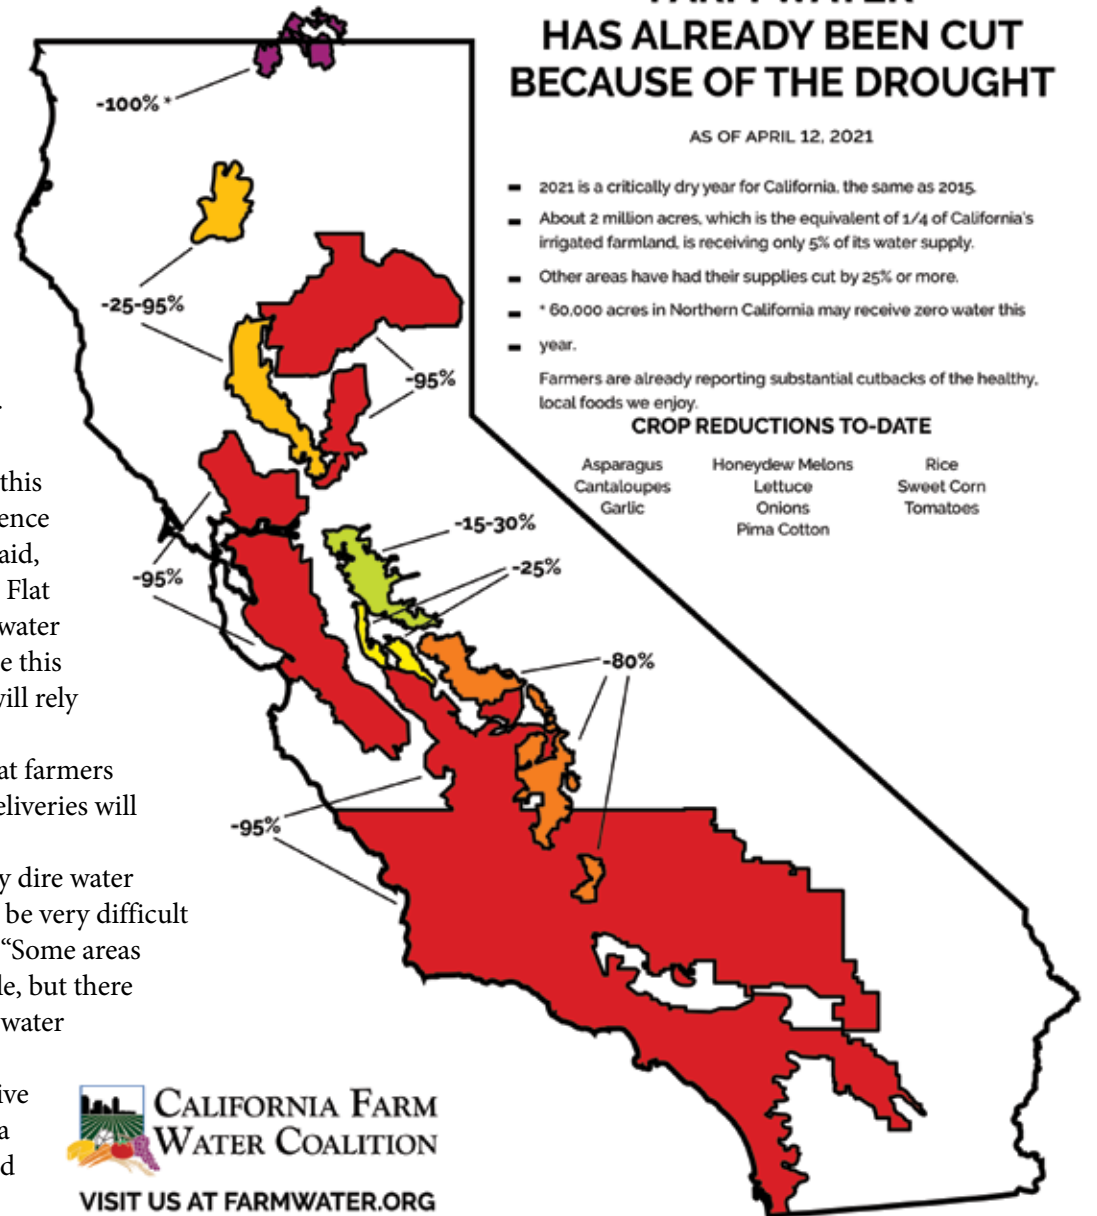 HAS ALREADY BEEN CUT
BECAUSE OF THE DROUGHT
AS OF APRIL 12, 2021
2021 is a critically dry year for California, the same as 2015.
About 2 million acres, which is the equivalent of 1/4 of California's
irrigated farmland, is receiving only 5% of its water supply.
Other areas have had their supplies cut by 25% or more.
* 60,000 acres in Northern California may receive zero water this
year.
Farmers are already reporting substantial cutbacks of the healthy,
local foods we enjoy.
CROP REDUCTIONS TO-DATE
Asparagus
Cantaloupes
Garlic
Honeydew Melons
Lettuce
Onions
Pima Cotton
Rice
Sweet Corn
Tomatoes
-100% *
-25-95%
-95%
-15-30%
-25%
-95%
-80%
-95%
this
ence
aid,
Flat
water
e this
will rely
at farmers
eliveries will
y dire water
be very difficult
“Some areas
le, but there
water
ive
a
d
CALIFORNIA FARM
WATER COALITION
VISIT US AT FARMWATER.ORG